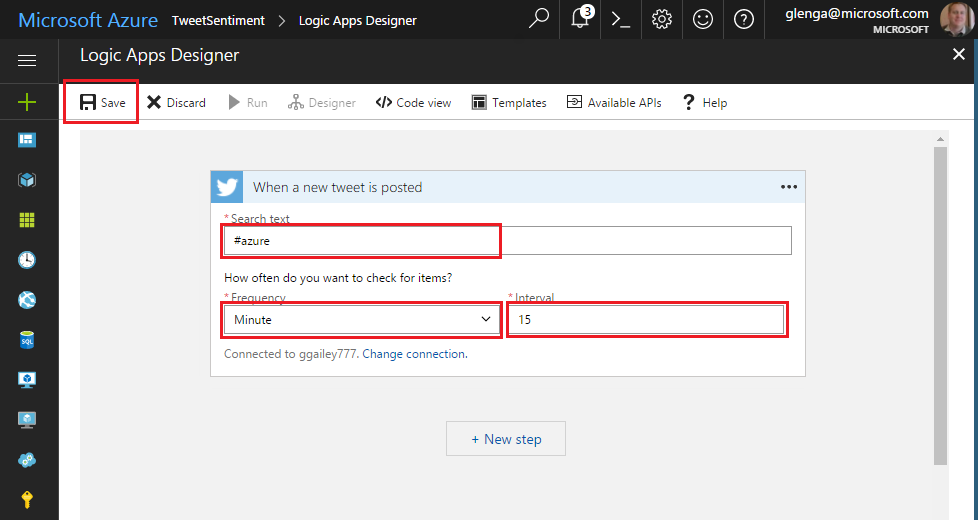 Microsoft Azure TweetSentiment > Logic Apps Designer 3 >_ ? glenga@microsoft.com
MICROSOFT
Logic Apps Designer
Save Discard Run Designer </> Code view Templates Available APIs ? Help
When a new tweet is posted
* Search text
#azure
How often do you want to check for items?
* Frequency * Interval
Minute 15
Connected to ggailey777. Change connection.
+ New step
SQL